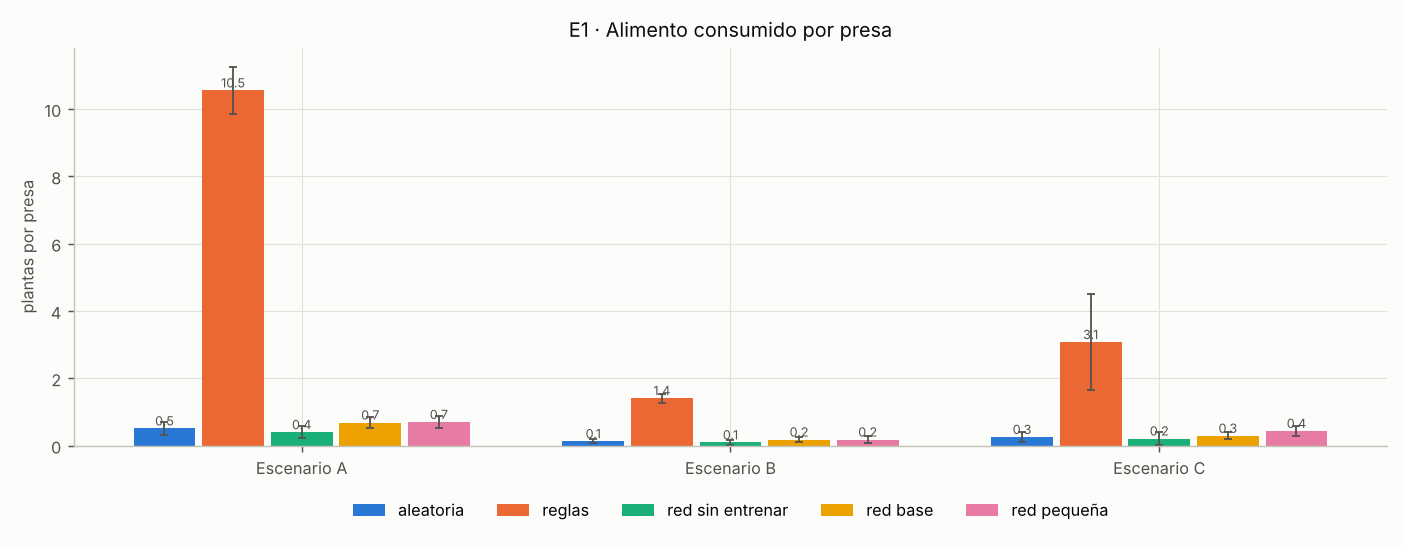 E1 · Alimento consumido por presa
plantas por presa
10
8
6
4
2
0
0.5
10.5
0.4
0.7
0.7
0.1
1.4
0.1
0.2
0.2
0.3
3.1
0.2
0.3
0.4
Escenario A
Escenario B
Escenario C
aleatoria
reglas
red sin entrenar
red base
red pequeña